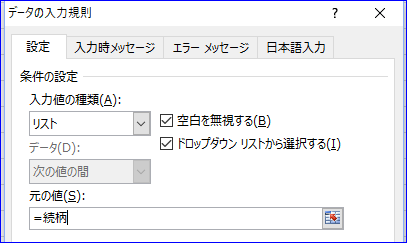 データの入力規則
設定 入力時メッセージ エラー メッセージ 日本語入力
条件の設定
入力値の種類(A):
リスト 空白を無視する(B)
データ(D): ドロップダウン リストから選択する(I)
次の値の間
元の値(S):
=続柄